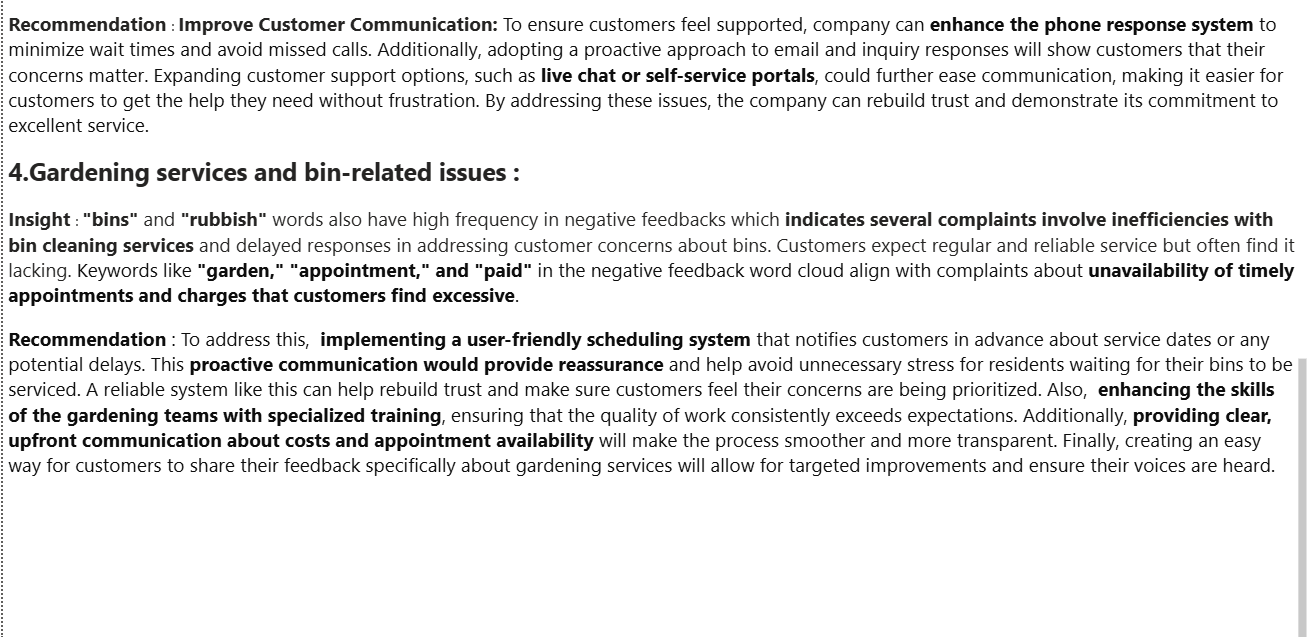 Recommendation : Improve Customer Communication: To ensure customers feel supported, company can enhance the phone response system to
minimize wait times and avoid missed calls. Additionally, adopting a proactive approach to email and inquiry responses will show customers that their
concerns matter. Expanding customer support options, such as live chat or self-service portals, could further ease communication, making it easier for
customers to get the help they need without frustration. By addressing these issues, the company can rebuild trust and demonstrate its commitment to
excellent service.
4.Gardening services and bin-related issues :
Insight : "bins" and "rubbish" words also have high frequency in negative feedbacks which indicates several complaints involve inefficiencies with
bin cleaning services and delayed responses in addressing customer concerns about bins. Customers expect regular and reliable service but often find it
lacking. Keywords like "garden," "appointment," and "paid" in the negative feedback word cloud align with complaints about unavailability of timely
appointments and charges that customers find excessive.
Recommendation : To address this,  implementing a user-friendly scheduling system that notifies customers in advance about service dates or any
potential delays. This proactive communication would provide reassurance and help avoid unnecessary stress for residents waiting for their bins to be
serviced. A reliable system like this can help rebuild trust and make sure customers feel their concerns are being prioritized. Also,  enhancing the skills
of the gardening teams with specialized training, ensuring that the quality of work consistently exceeds expectations. Additionally, providing clear,
upfront communication about costs and appointment availability will make the process smoother and more transparent. Finally, creating an easy
way for customers to share their feedback specifically about gardening services will allow for targeted improvements and ensure their voices are heard.